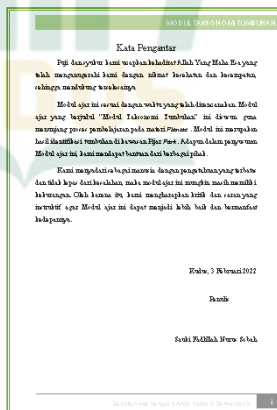 MODUL TAKSONOMI TUMBUHAN
Kata Pengantar
Puji dan syukur kami ucapkan kehadirat Allah Yang Maha Esa yang
telah menganugerahi kami dengan nikmat kesehatan dan kesempatan,
sehingga mendukung terselesainya
Modul ajar ini sesuai dengan waktu yang telah direncanakan. Modul
ajar yang berjudul "Modul Taksonomi Tumbuhan" ini disusun guna
menunjang proses pembelajaran pada materi Plantae. Modul ini merupakan
hasil identifikasi tumbuhan di kawasan Pijar Park. Adapun dalam penyusunan
Modul ajar ini, kami mendapat bantuan dari berbagai pihak.
Kami menyadari sebagai manusia dengan pengetahuan yang terbatas
dan tidak lepas dari kesalahan, maka modul ajar ini mungkin masih memiliki
kekurangan. Oleh karena itu, kami mengharapkan kritik dan saran yang
instruktif agar Modul ajar ini dapat menjadi lebih baik dan bermanfaat
kedepannya.
Kudus, 3 Februari 2022
Penulis
Sauki Fadhilah Nurus Sobah
Kelas X Semester 2
i